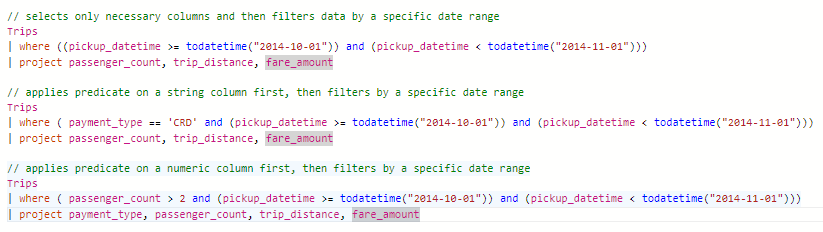 // selects only necessary columns and then filters data by a specific date range
Trips
| where ((pickup_datetime >= todatetime("2014-10-01")) and (pickup_datetime < todatetime("2014-11-01")))
| project passenger_count, trip_distance, fare_amount
// applies predicate on a string column first, then filters by a specific date range
Trips
| where ( payment_type == 'CRD' and (pickup_datetime >= todatetime("2014-10-01")) and (pickup_datetime < todatetime("2014-11-01")))
| project passenger_count, trip_distance, fare_amount
// applies predicate on a numeric column first, then filters by a specific date range
Trips
| where ( passenger_count > 2 and (pickup_datetime >= todatetime("2014-10-01")) and (pickup_datetime < todatetime("2014-11-01")))
| project payment_type, passenger_count, trip_distance, fare_amount